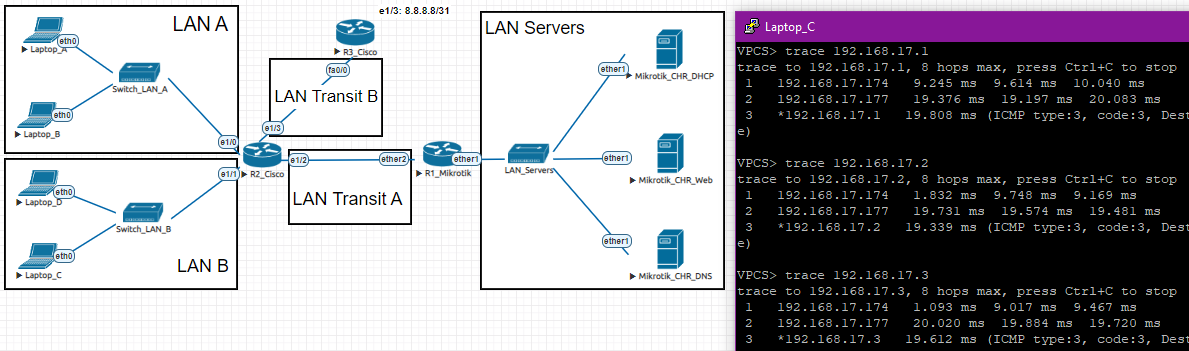 LAN A
Laptop_A
eth0
Switch_LAN_A
Laptop_B
eth0
e1/0
e1/3: 8.8.8.8/31
R3_Cisco
fa0/0
LAN Transit B
e1/3
R2_Cisco
e1/2
e1/1
LAN Transit A
ether2
R1_Mikrotik
ether1
LAN B
Laptop_D
eth0
Switch_LAN_B
Laptop_C
eth0
LAN Servers
LAN_Servers
ether1
Mikrotik_CHR_DHCP
ether1
Mikrotik_CHR_Web
ether1
Mikrotik_CHR_DNS
Laptop_C
VPCS> trace 192.168.17.1
trace to 192.168.17.1, 8 hops max, press Ctrl+C to stop
1 192.168.17.174 9.245 ms 9.614 ms 10.040 ms
2 192.168.17.177 19.376 ms 19.197 ms 20.083 ms
3 *192.168.17.1 19.808 ms (ICMP type:3, code:3, Dest
e)
VPCS> trace 192.168.17.2
trace to 192.168.17.2, 8 hops max, press Ctrl+C to stop
1 192.168.17.174 1.832 ms 9.748 ms 9.169 ms
2 192.168.17.177 19.731 ms 19.574 ms 19.481 ms
3 *192.168.17.2 19.339 ms (ICMP type:3, code:3, Dest
e)
VPCS> trace 192.168.17.3
trace to 192.168.17.3, 8 hops max, press Ctrl+C to stop
1 192.168.17.174 1.093 ms 9.017 ms 9.467 ms
2 192.168.17.177 20.020 ms 19.884 ms 19.720 ms
3 *192.168.17.3 19.612 ms (ICMP type:3, code:3, Dest